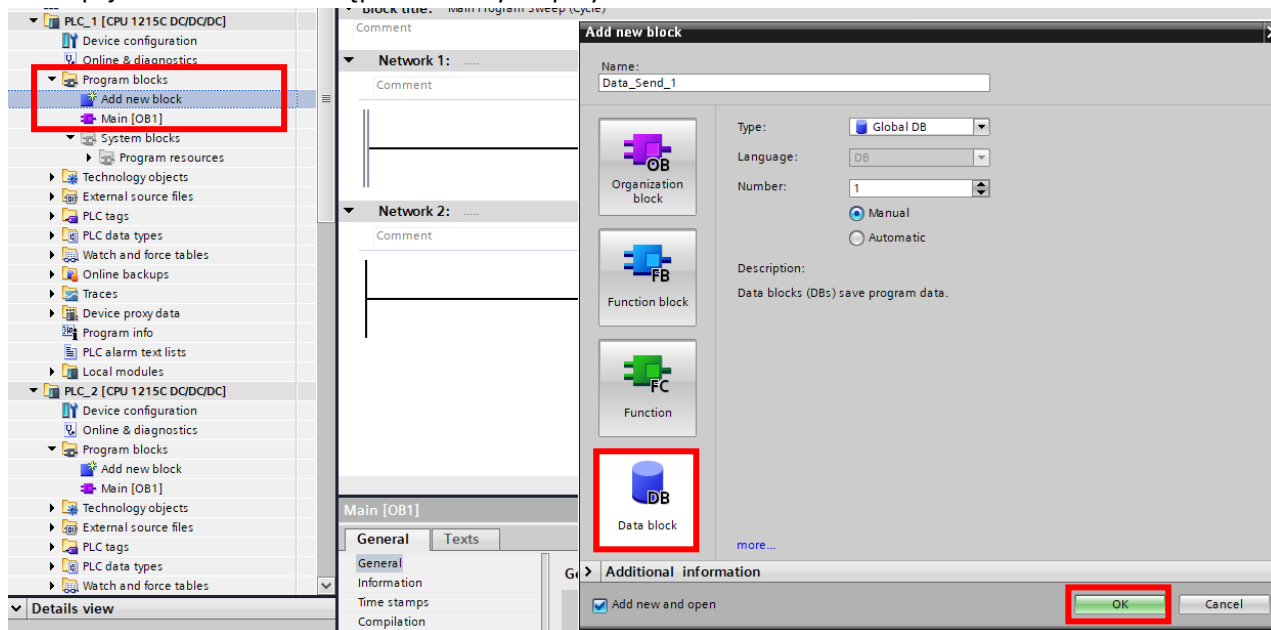 PLC_1 [CPU 1215C DC/DC/DC]
Device configuration
Online & diagnostics
Program blocks
Add new block
Main [OB1]
System blocks
Program resources
Technology objects
External source files
PLC tags
PLC data types
Watch and force tables
Online backups
Traces
Device proxy data
Program info
PLC alarm text lists
Local modules
PLC_2 [CPU 1215C DC/DC/DC]
Device configuration
Online & diagnostics
Program blocks
Add new block
Main [OB1]
Technology objects
External source files
PLC tags
PLC data types
Watch and force tables
Details view
Block title: "Main Program Sweep (Cycle)"
Comment
Network 1: .....
Comment
Network 2: .....
Comment
Main [OB1]
General Texts
General
Information
Time stamps
Compilation
Add new block
Name:
Data_Send_1
OB
Organization
block
FB
Function block
FC
Function
DB
Data block
Type: Global DB
Language: DB
Number: 1
Manual
Automatic
Description:
Data blocks (DBs) save program data.
more...
Additional information
Add new and open
OK Cancel